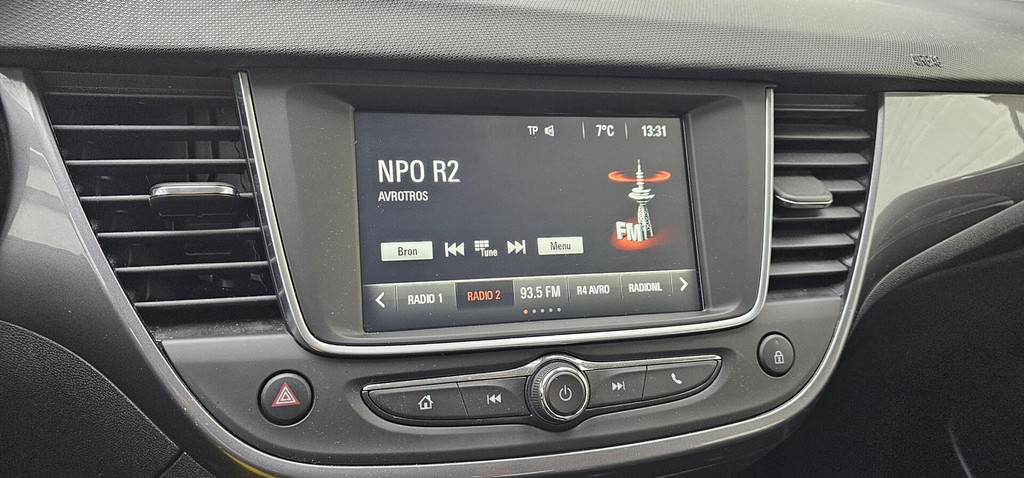 AIRBAG
TP 7°C 13:31
NPO R2
AVROTROS
FM
Bron Tune Menu
RADIO 1 RADIO 2 93.5 FM R4 AVRO RADIONL